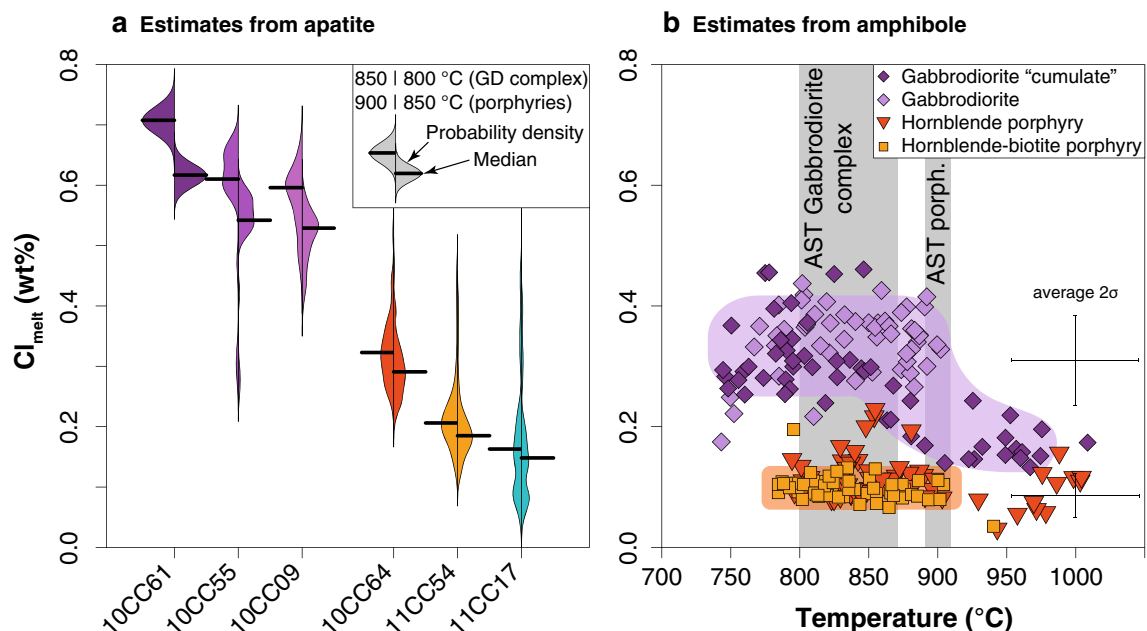 a Estimates from apatite
0.8
0.6
0.4
0.2
0.0
Cl melt (wt%)
850 | 800 °C (GD complex)
900 | 850 °C (porphyries)
Probability density
Median
10CC61
10CC55
10CC09
10CC64
11CC54
11CC17
b Estimates from amphibole
0.8
0.6
0.4
0.2
0.0
Gabbrodiorite “cumulate”
Gabbrodiorite
Hornblende porphyry
Hornblende-biotite porphyry
AST Gabbrodiorite
complex
AST porph.
average 2σ
700
750
800
850
900
950
1000
Temperature (°C)